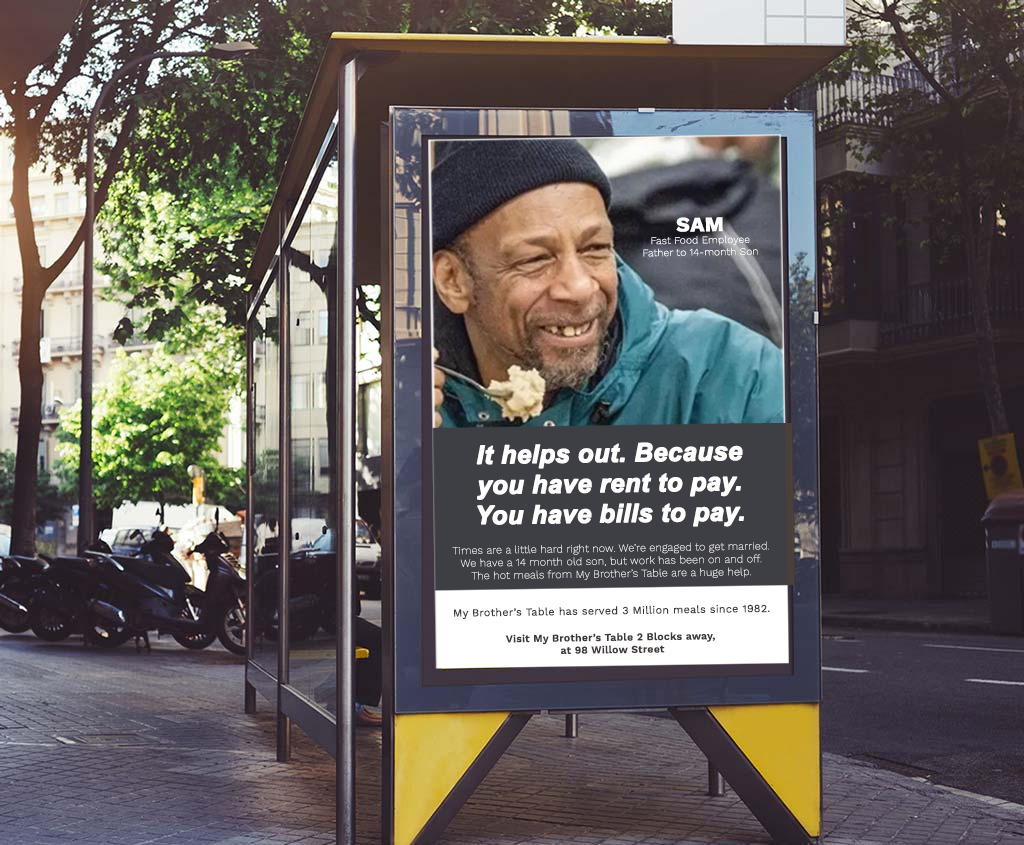 SAM
Fast Food Employee
Father to 14-month Son
It helps out. Because
you have rent to pay.
You have bills to pay.
Times are a little hard right now. We're engaged to get married.
We have a 14 month old son, but work has been on and off.
The hot meals from My Brother's Table are a huge help.
My Brother's Table has served 3 Million meals since 1982.
Visit My Brother's Table 2 Blocks away,
at 98 Willow Street